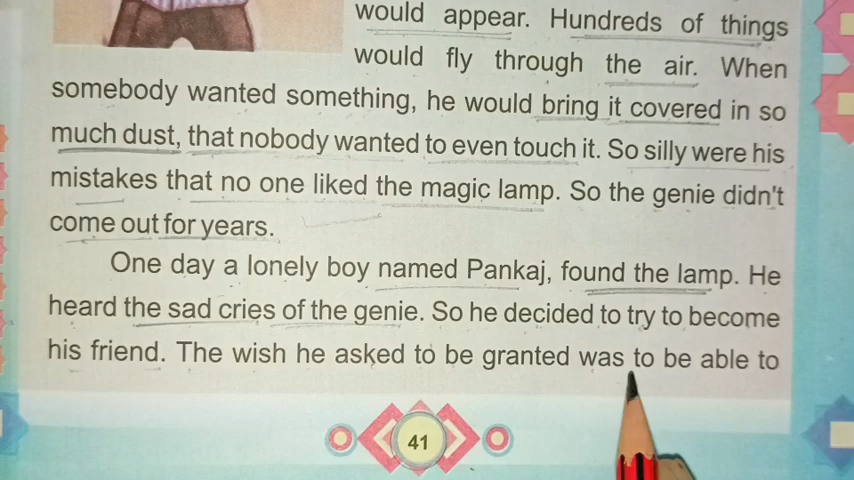 would appear. Hundreds of things
would fly through the air. When
somebody wanted something, he would bring it covered in so
much dust, that nobody wanted to even touch it. So silly were his
mistakes that no one liked the magic lamp. So the genie didn't
come out for years.
One day a lonely boy named Pankaj, found the lamp. He
heard the sad cries of the genie. So he decided to try to become
his friend. The wish he asked to be granted was to be able to
41